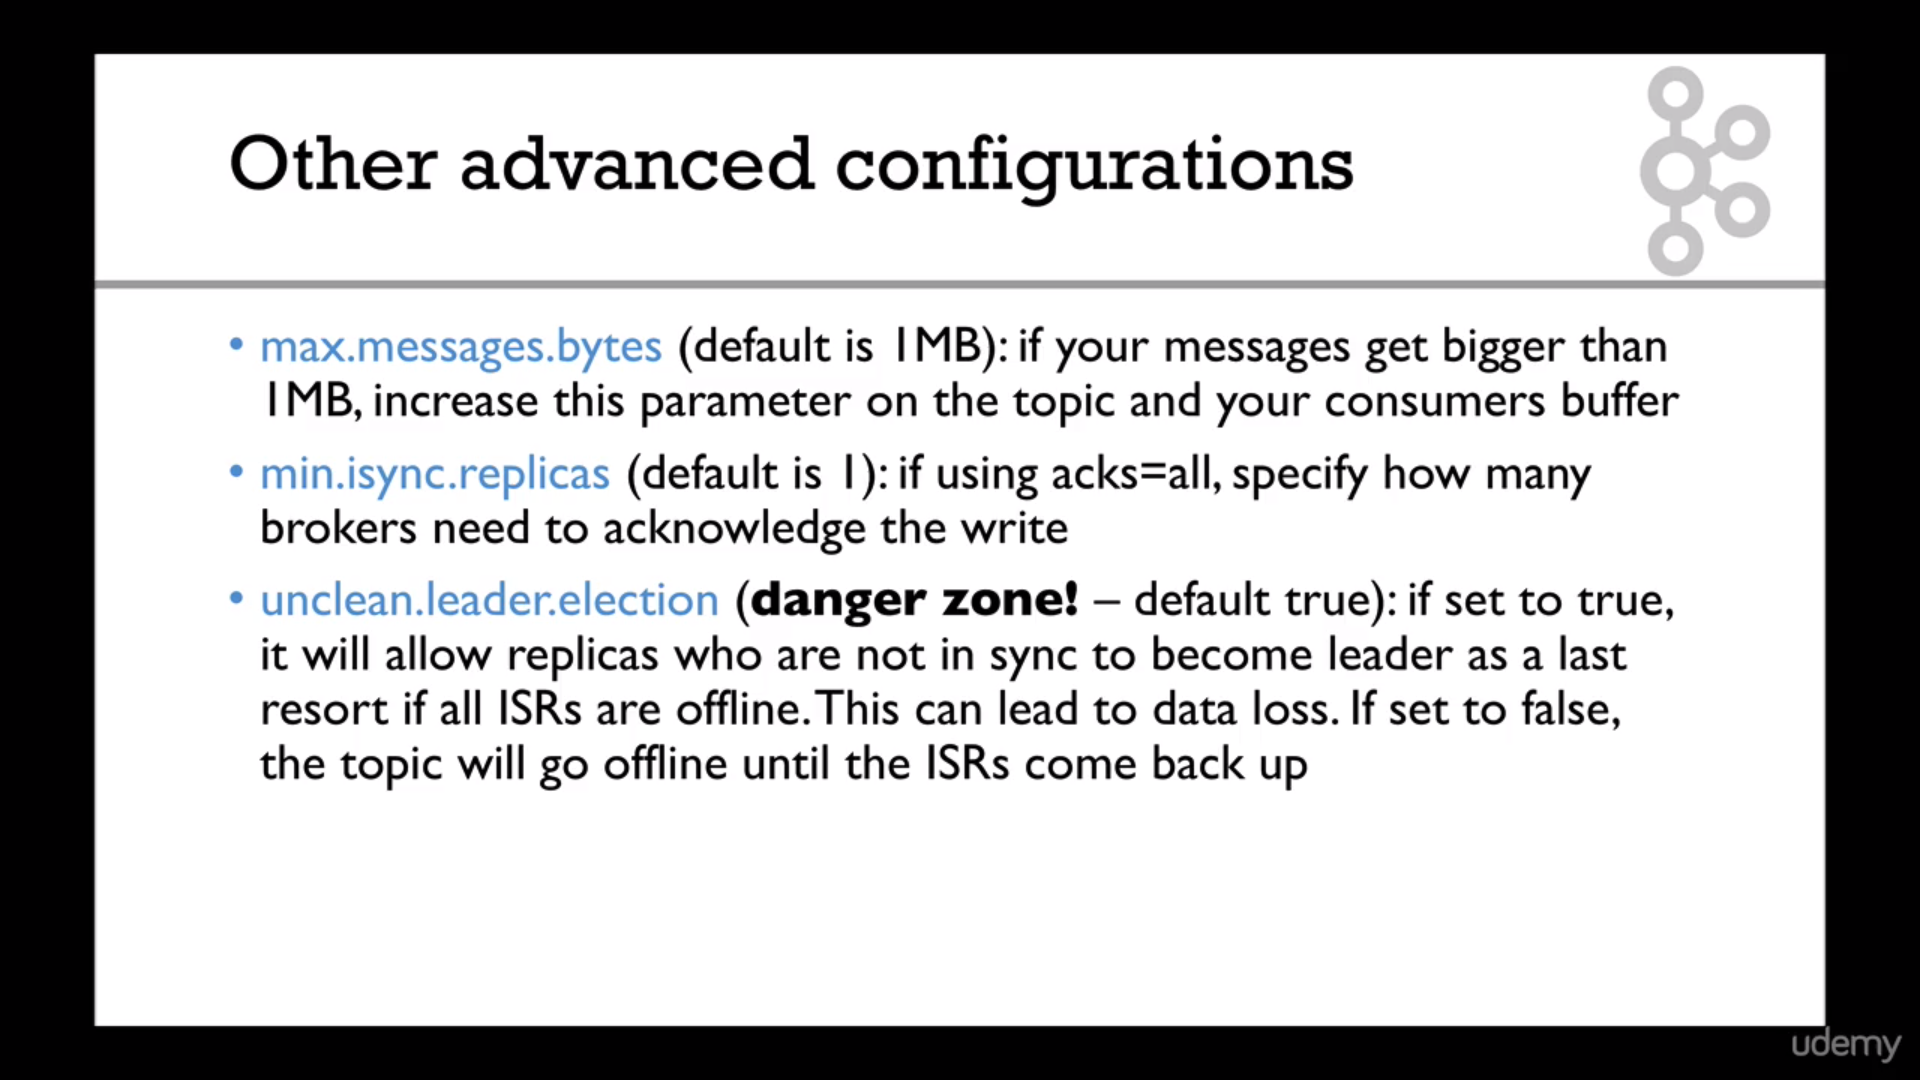 Other advanced configurations
• max.messages.bytes (default is 1MB): if your messages get bigger than
1MB, increase this parameter on the topic and your consumers buffer
• min.isync.replicas (default is 1): if using acks=all, specify how many
brokers need to acknowledge the write
• unclean.leader.election (danger zone! – default true): if set to true,
it will allow replicas who are not in sync to become leader as a last
resort if all ISRs are offline. This can lead to data loss. If set to false,
the topic will go offline until the ISRs come back up
udemy